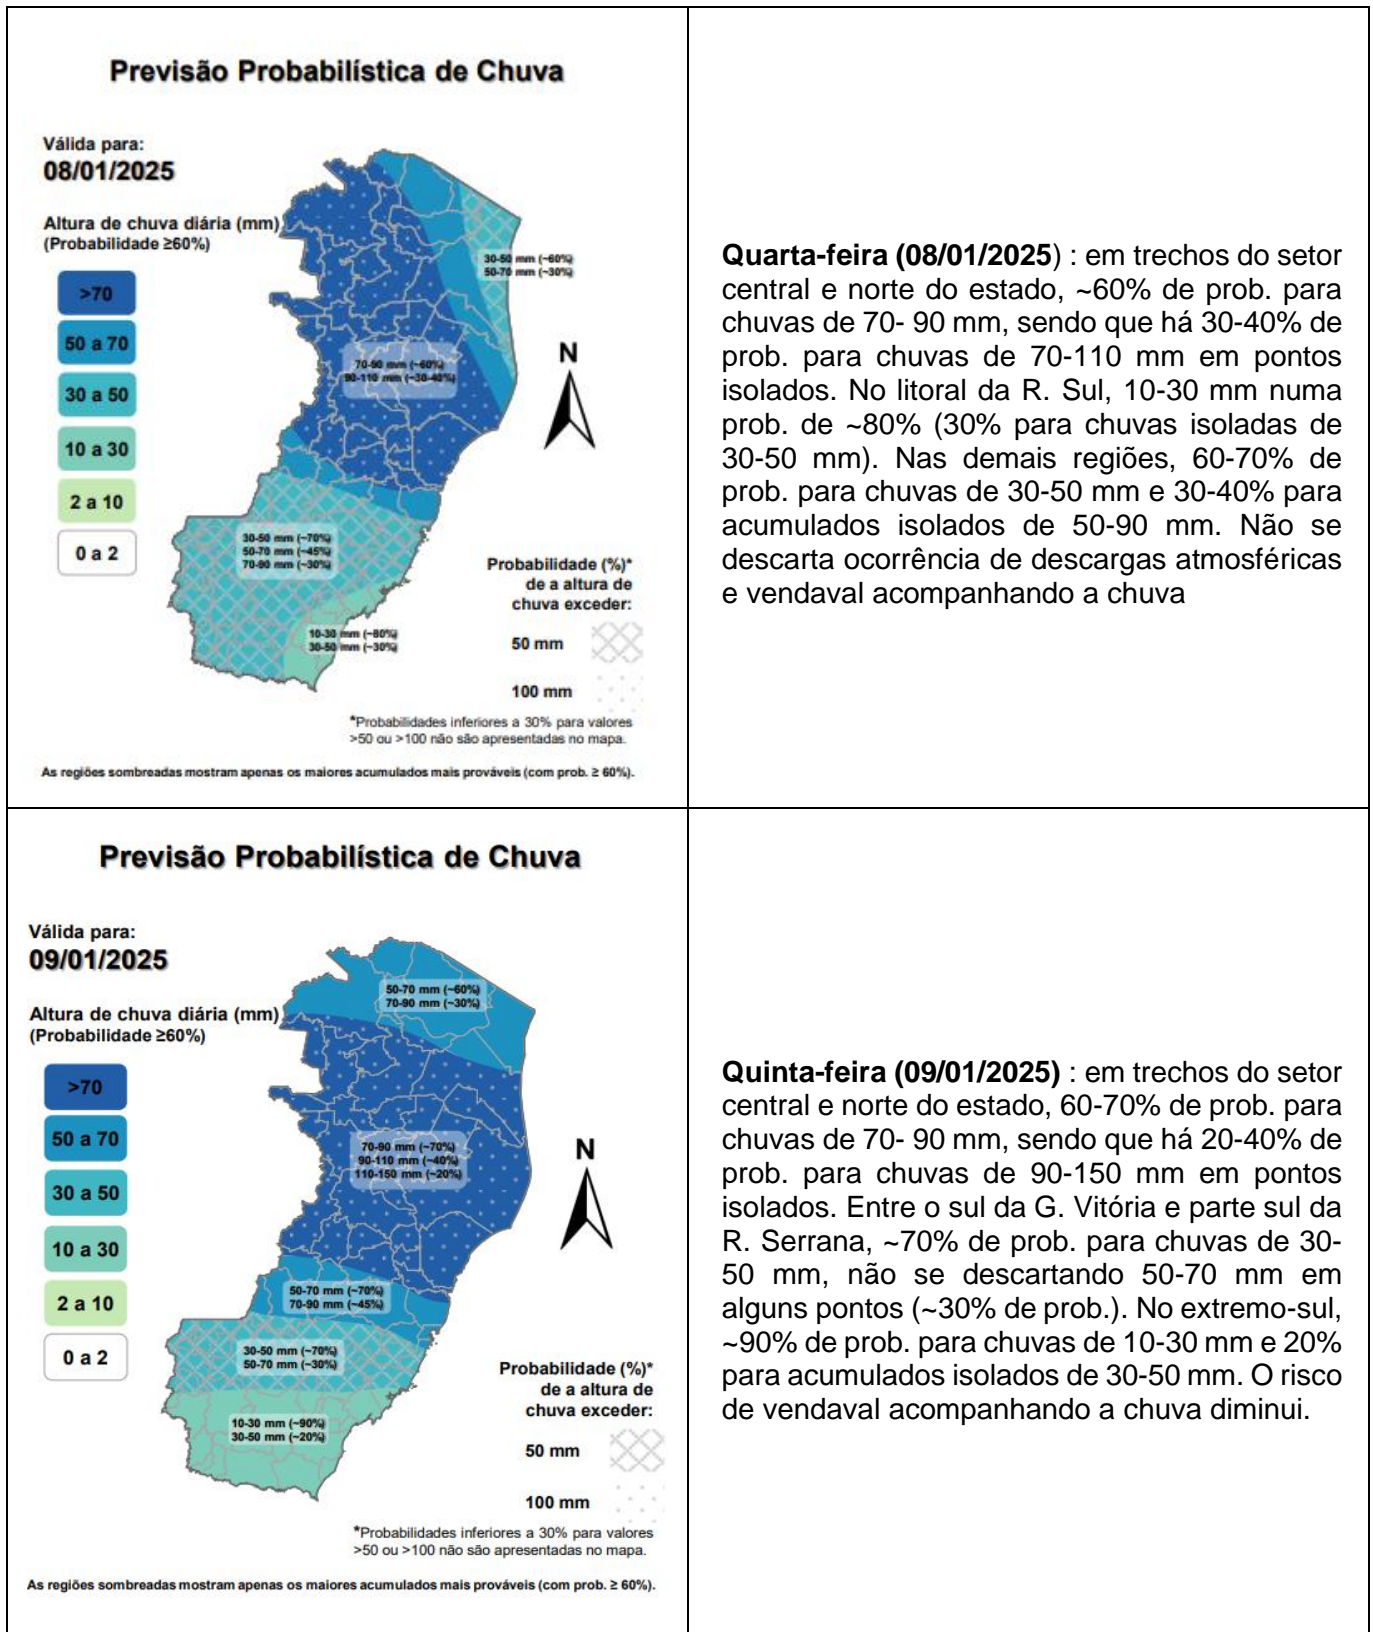 Previsão Probabilística de Chuva
Válida para:
08/01/2025
Altura de chuva diária (mm)
(Probabilidade ≥60%)
>70
50 a 70
30 a 50
10 a 30
2 a 10
0 a 2
30-50 mm (~60%)
50-70 mm (~30%)
70-90 mm (~60%)
90-110 mm (~30-40%)
N
30-50 mm (~70%)
50-70 mm (~45%)
70-90 mm (~30%)
10-30 mm (~80%)
30-50 mm (~30%)
Probabilidade (%)*
de a altura de
chuva exceder:
50 mm
100 mm
*Probabilidades inferiores a 30% para valores
>50 ou >100 não são apresentadas no mapa.
As regiões sombreadas mostram apenas os maiores acumulados mais prováveis (com prob. ≥ 60%).
Quarta-feira (08/01/2025) : em trechos do setor
central e norte do estado, ~60% de prob. para
chuvas de 70- 90 mm, sendo que há 30-40% de
prob. para chuvas de 70-110 mm em pontos
isolados. No litoral da R. Sul, 10-30 mm numa
prob. de ~80% (30% para chuvas isoladas de
30-50 mm). Nas demais regiões, 60-70% de
prob. para chuvas de 30-50 mm e 30-40% para
acumulados isolados de 50-90 mm. Não se
descarta ocorrência de descargas atmosféricas
e vendaval acompanhando a chuva
Previsão Probabilística de Chuva
Válida para:
09/01/2025
Altura de chuva diária (mm)
(Probabilidade ≥60%)
>70
50 a 70
30 a 50
10 a 30
2 a 10
0 a 2
50-70 mm (~60%)
70-90 mm (~30%)
70-90 mm (~70%)
90-110 mm (~40%)
110-150 mm (~20%)
N
50-70 mm (~70%)
70-90 mm (~45%)
30-50 mm (~70%)
50-70 mm (~30%)
10-30 mm (~90%)
30-50 mm (~20%)
Probabilidade (%)*
de a altura de
chuva exceder:
50 mm
100 mm
*Probabilidades inferiores a 30% para valores
>50 ou >100 não são apresentadas no mapa.
As regiões sombreadas mostram apenas os maiores acumulados mais prováveis (com prob. ≥ 60%).
Quinta-feira (09/01/2025) : em trechos do setor
central e norte do estado, 60-70% de prob. para
chuvas de 70- 90 mm, sendo que há 20-40% de
prob. para chuvas de 90-150 mm em pontos
isolados. Entre o sul da G. Vitória e parte sul da
R. Serrana, ~70% de prob. para chuvas de 30-
50 mm, não se descartando 50-70 mm em
alguns pontos (~30% de prob.). No extremo-sul,
~90% de prob. para chuvas de 10-30 mm e 20%
para acumulados isolados de 30-50 mm. O risco
de vendaval acompanhando a chuva diminui.